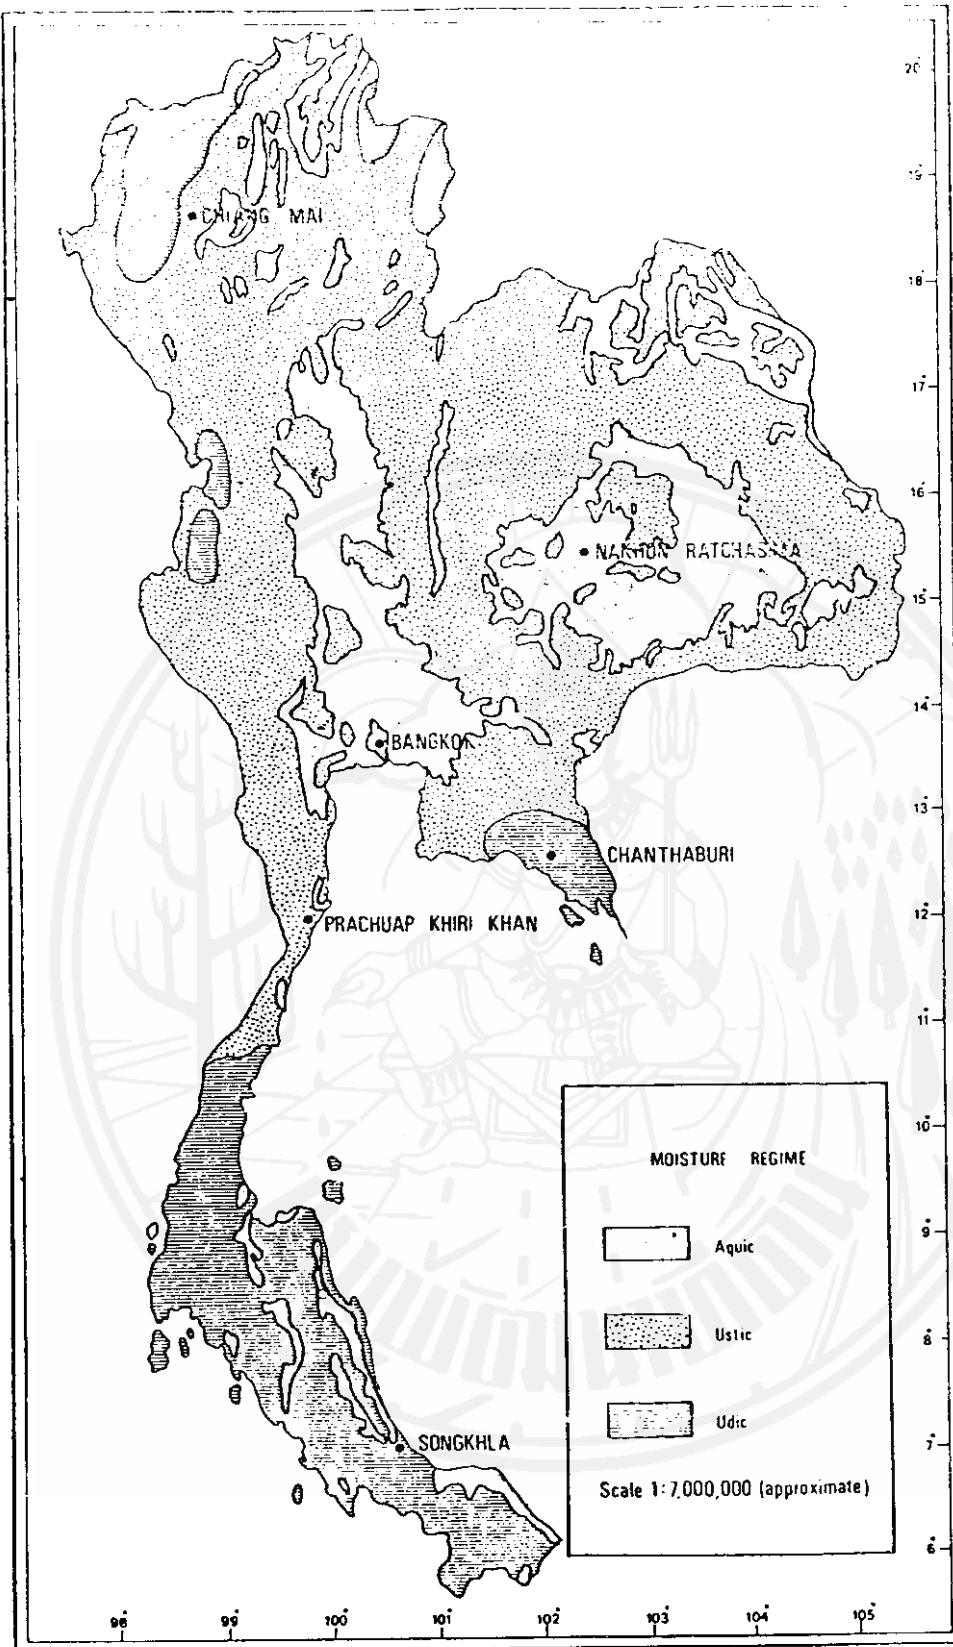 20°
19
CHIANG MAI
18
17
16
NAKHON RATCHASIMA
15°
14°
BANGKOK
13
CHANTHABURI
12°
PRACHUAP KHIRI KHAN
11°
10°
MOISTURE REGIME
9°
Aquic
8°
Ustic
7°
Udic
SONGKHLA
Scale 1:7,000,000 (approximate)
6°
98° 99° 100° 101° 102° 103° 104° 105°